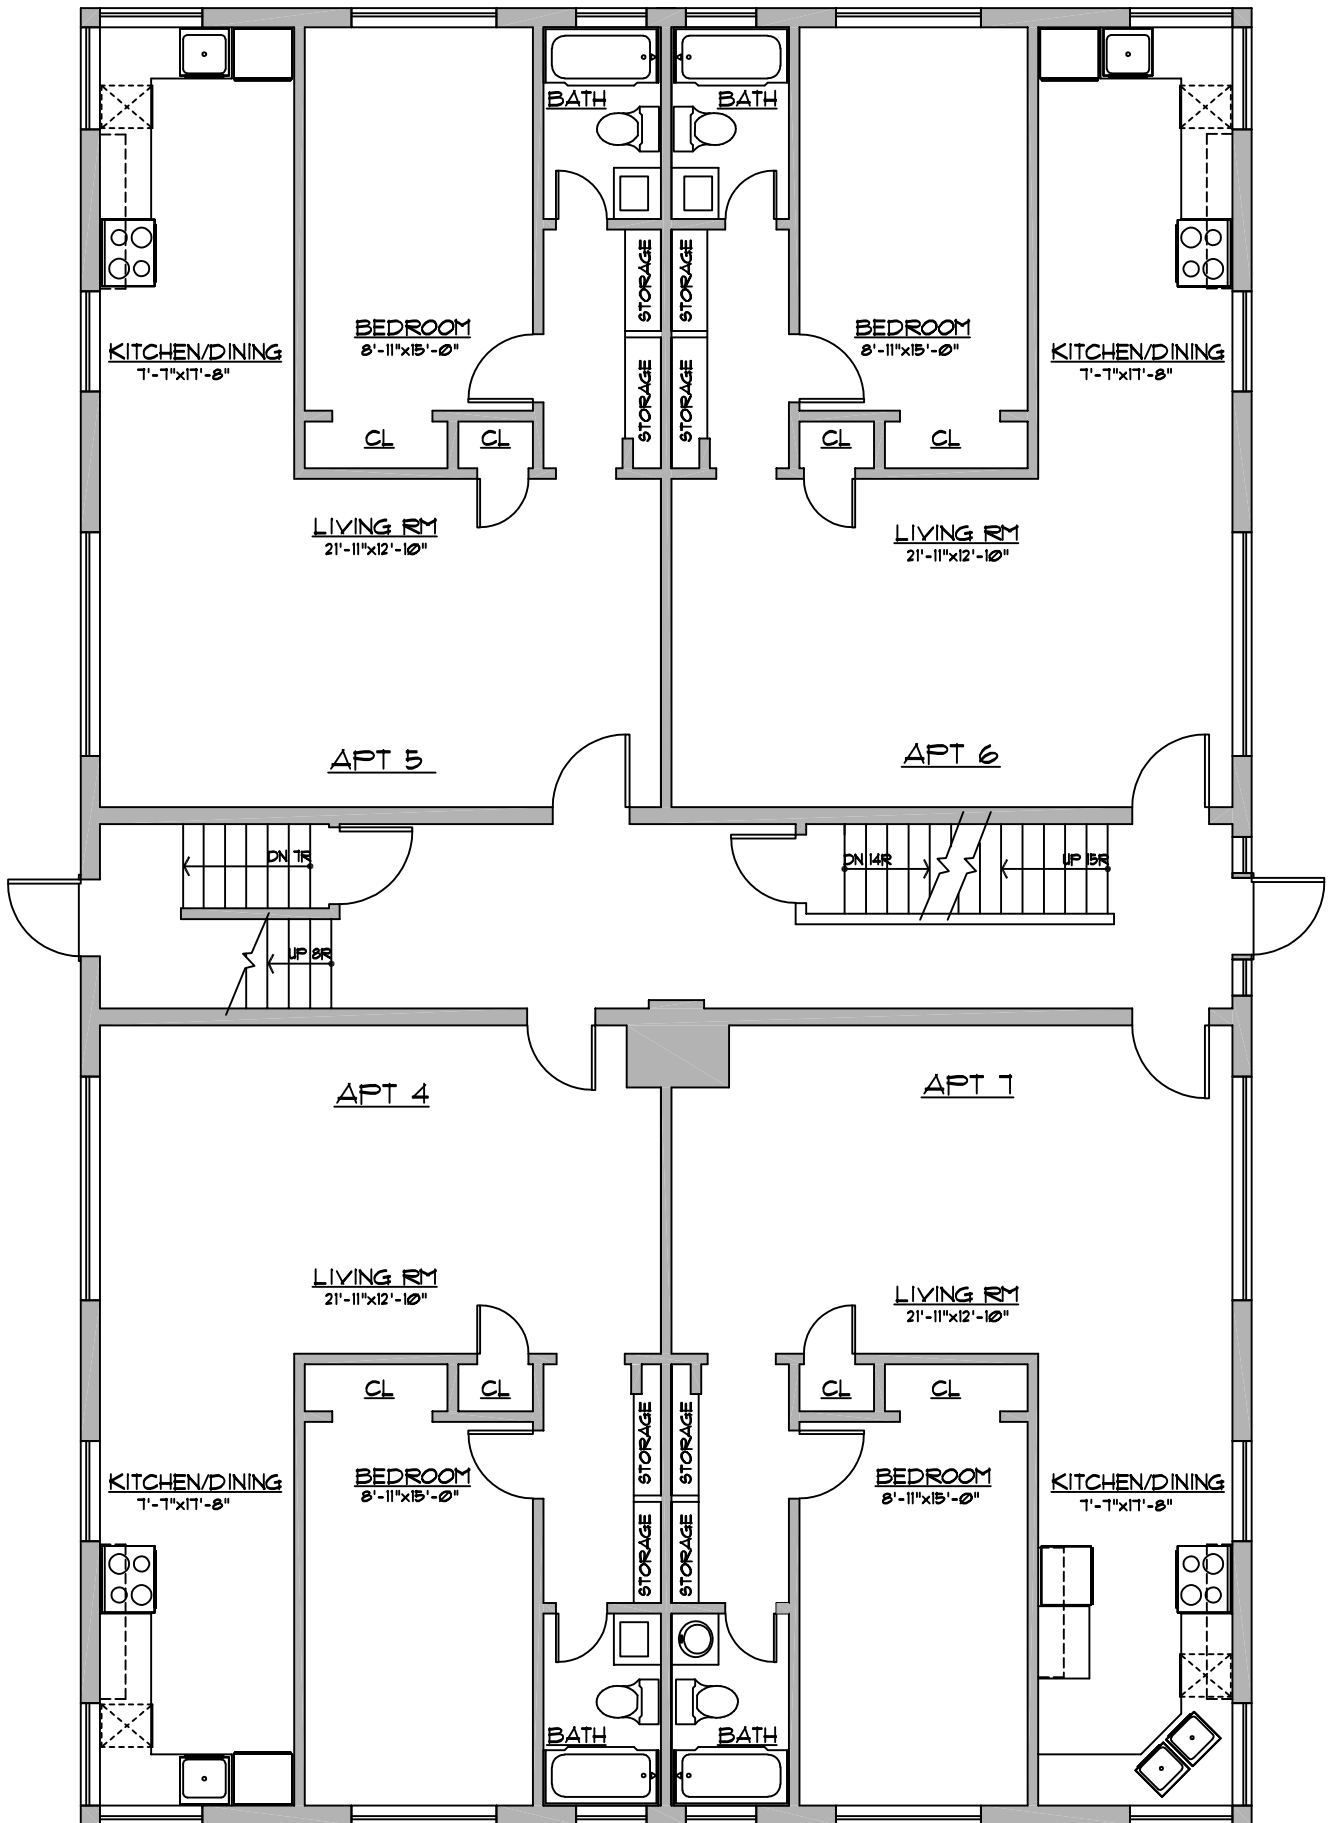 BATH
BATH
STORAGE
STORAGE
BEDROOM
8'-11"x15'-0"
BEDROOM
8'-11"x15'-0"
KITCHEN/DINING
7'-7"x17'-8"
KITCHEN/DINING
7'-7"x17'-8"
STORAGE
STORAGE
CL
CL
CL
CL
LIVING RM
21'-11"x12'-10"
LIVING RM
21'-11"x12'-10"
APT 5
APT 6
DN 7R
DN 14R
UP 15R
UP 8R
APT 4
APT 7
LIVING RM
21'-11"x12'-10"
LIVING RM
21'-11"x12'-10"
CL
CL
CL
CL
STORAGE
STORAGE
KITCHEN/DINING
7'-7"x17'-8"
BEDROOM
8'-11"x15'-0"
BEDROOM
8'-11"x15'-0"
KITCHEN/DINING
7'-7"x17'-8"
STORAGE
STORAGE
BATH
BATH